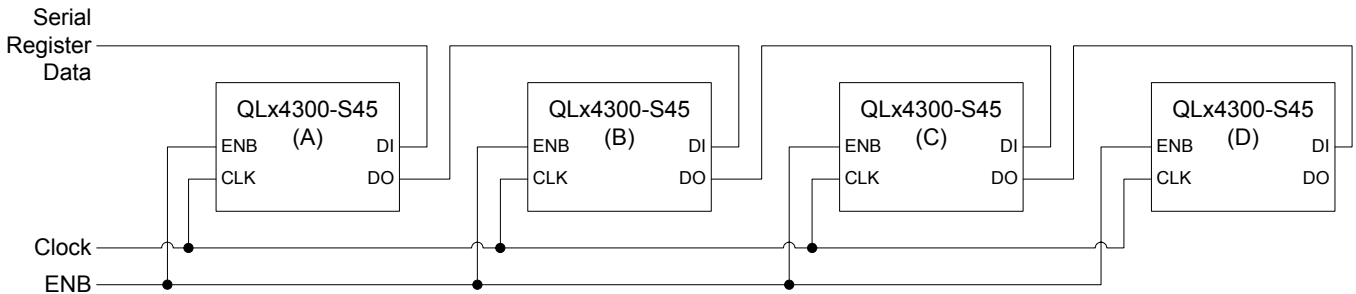 Serial
Register
Data
QLx4300-S45
(A)
ENB
DI
CLK
DO
QLx4300-S45
(B)
ENB
DI
CLK
DO
QLx4300-S45
(C)
ENB
DI
CLK
DO
QLx4300-S45
(D)
ENB
DI
CLK
DO
Clock
ENB